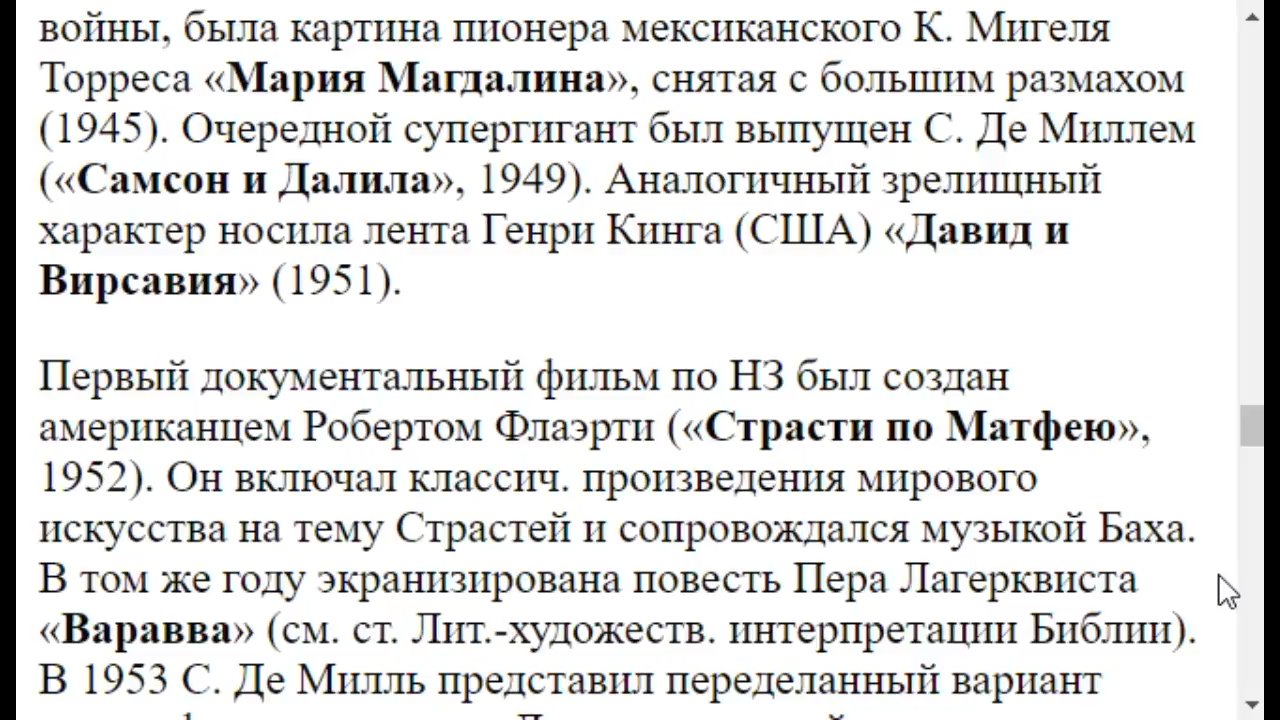 войны, была картина пионера мексиканского К. Мигеля
Торреса «Мария Магдалина», снятая с большим размахом
(1945). Очередной супергигант был выпущен С. Де Миллем
(«Самсон и Далила», 1949). Аналогичный зрелищный
характер носила лента Генри Кинга (США) «Давид и
Вирсавия» (1951).
Первый документальный фильм по НЗ был создан
американцем Робертом Флаэрти («Страсти по Матфею»,
1952). Он включал классич. произведения мирового
искусства на тему Страстей и сопровождался музыкой Баха.
В том же году экранизирована повесть Пера Лагерквиста
«Варавва» (см. ст. Лит.-художеств. интерпретации Библии).
В 1953 С. Де Милль представил переделанный вариант